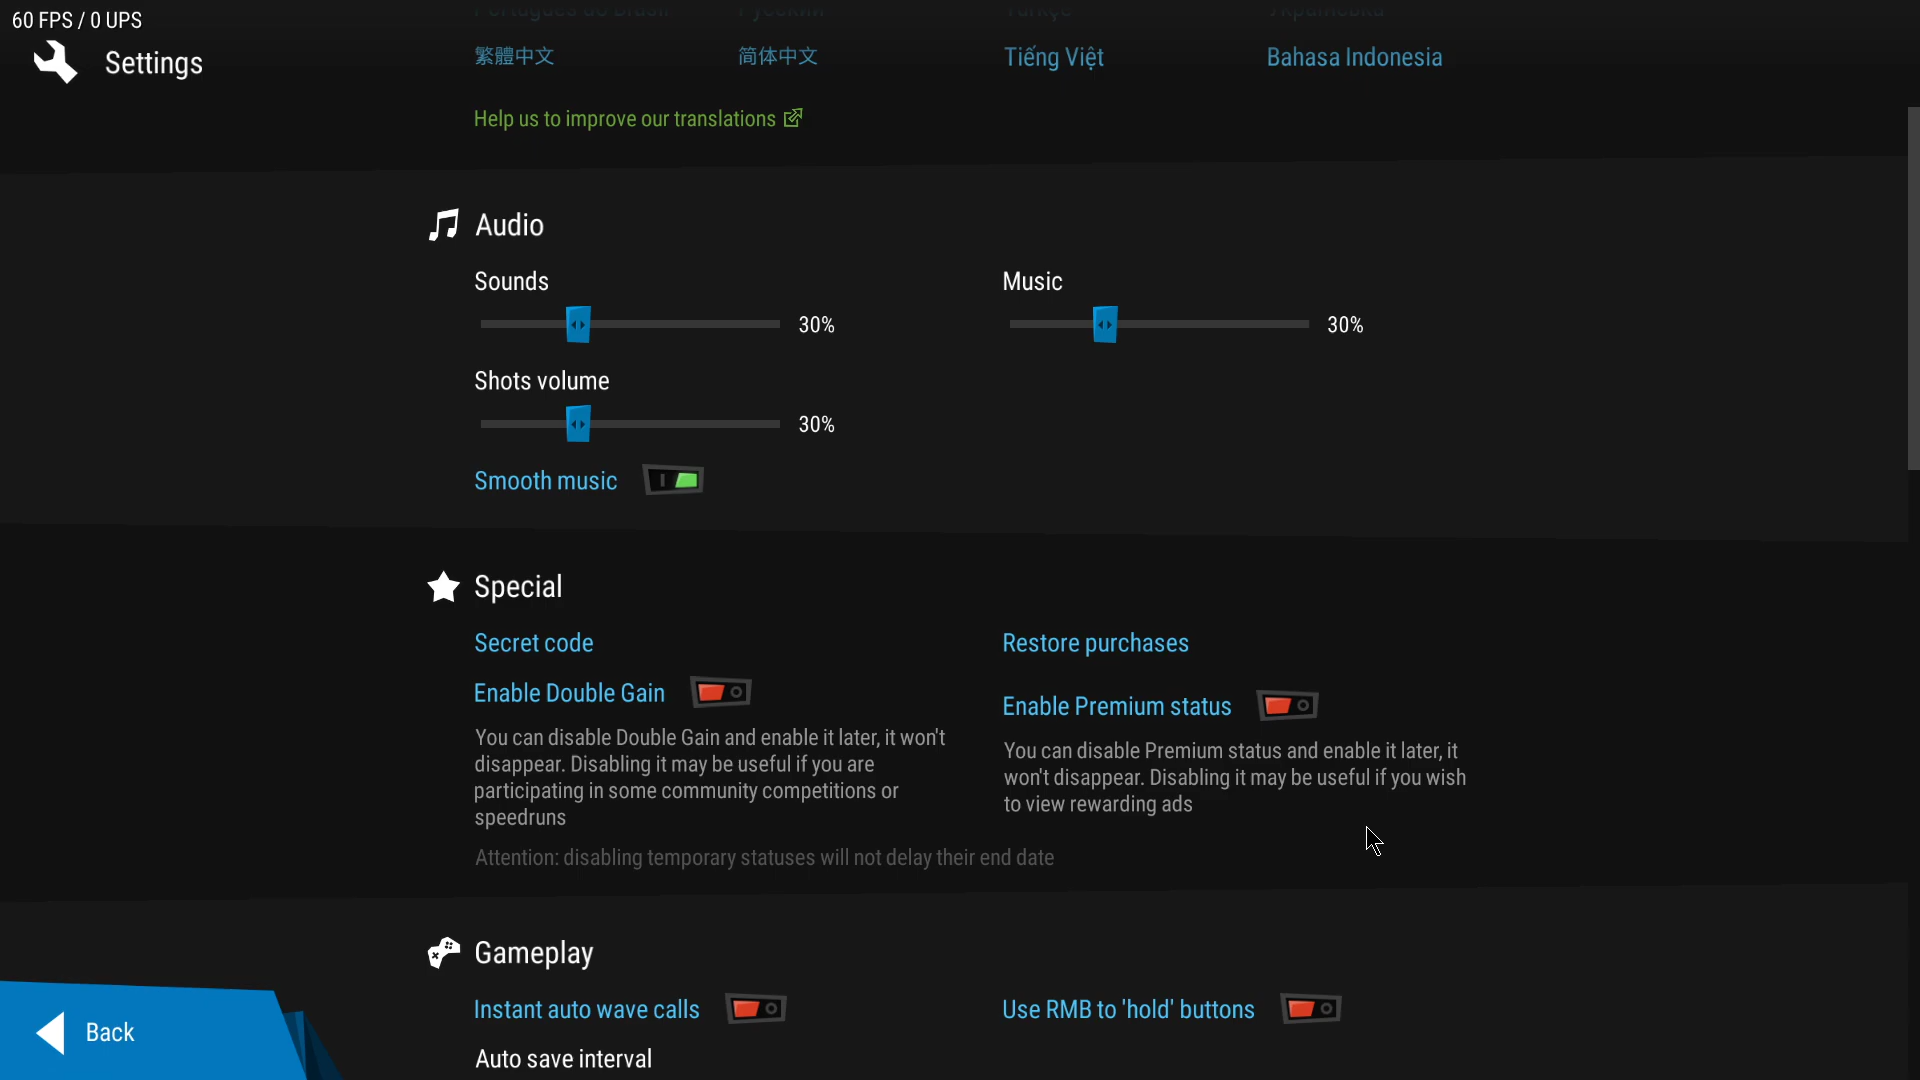 60 FPS / 0 UPS
Settings
繁體中文 简体中文 Tiếng Việt Bahasa Indonesia
Help us to improve our translations
Audio
Sounds
30%
Music
30%
Shots volume
30%
Smooth music
Special
Secret code
Restore purchases
Enable Double Gain
You can disable Double Gain and enable it later, it won't
disappear. Disabling it may be useful if you are
participating in some community competitions or
speedruns
Enable Premium status
You can disable Premium status and enable it later, it
won't disappear. Disabling it may be useful if you wish
to view rewarding ads
Attention: disabling temporary statuses will not delay their end date
Gameplay
Instant auto wave calls
Use RMB to 'hold' buttons
Auto save interval
Back